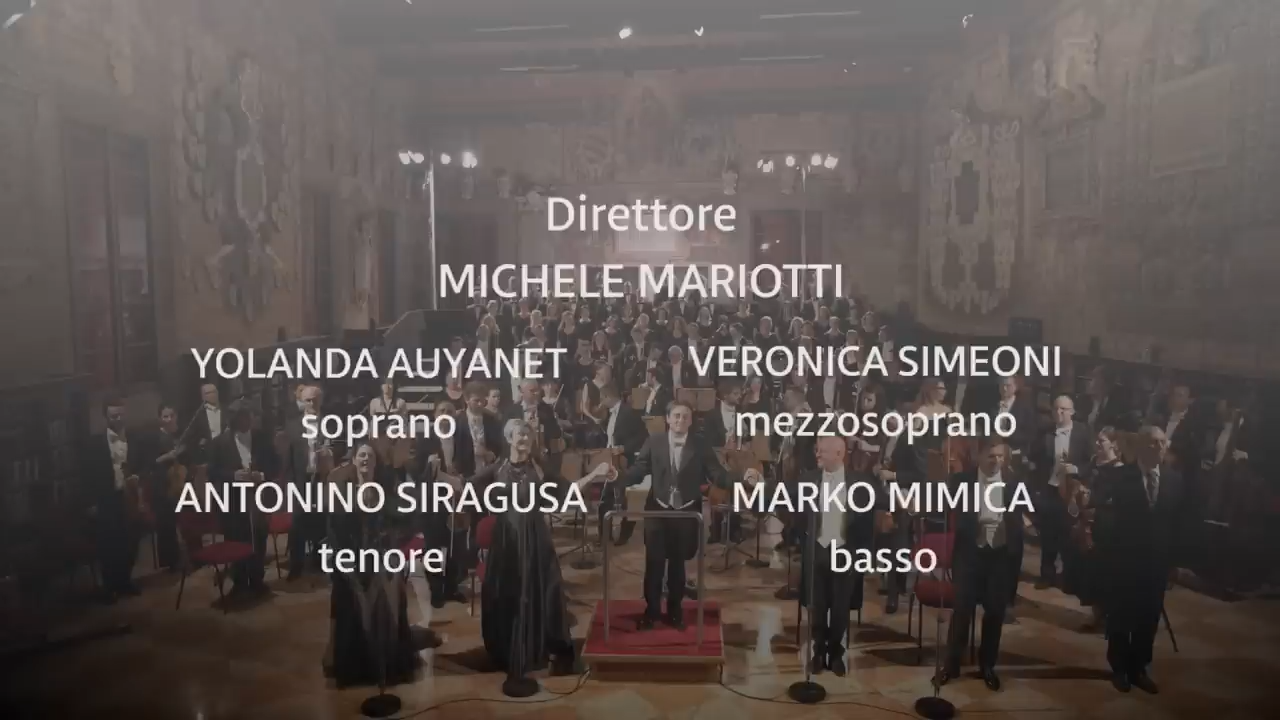 Direttore
MICHELE MARIOTTI
YOLANDA AUYANET
soprano
VERONICA SIMEONI
mezzosoprano
ANTONINO SIRAGUSA
tenore
MARKO MIMICA
basso